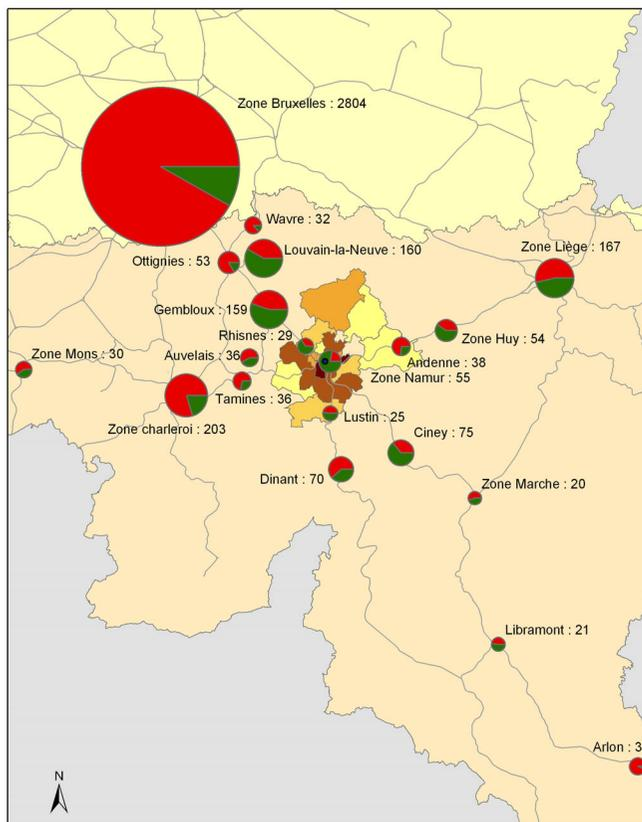 Zone Bruxelles : 2804
Wavre : 32
Louvain-la-Neuve : 160
Zone Liège : 167
Ottignies : 53
Gembloux : 159
Rhisnes : 29
Zone Huy : 54
Zone Mons : 30
Auvelais : 36
Andenne : 38
Zone Namur : 55
Tamines : 36
Lustin : 25
Zone charleroi : 203
Ciney : 75
Dinant : 70
Zone Marche : 20
Libramont : 21
Arlon : 3
N